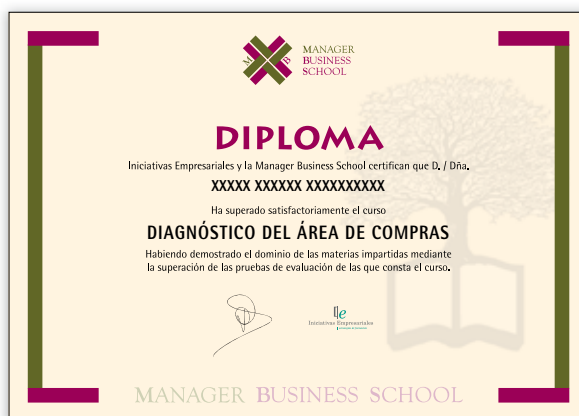 M B
MANAGER
BUSINESS
SCHOOL
DIPLOMA
Iniciativas Empresariales y la Manager Business School certifican que D. / Dña.
XXXXX XXXXXX XXXXXXXXXX
Ha superado satisfactoriamente el curso
DIAGNÓSTICO DEL ÁREA DE COMPRAS
Habiendo demostrado el dominio de las materias impartidas mediante
la superación de las pruebas de evaluación de las que consta el curso.
Ie
Iniciativas Empresariales
MANAGER BUSINESS SCHOOL